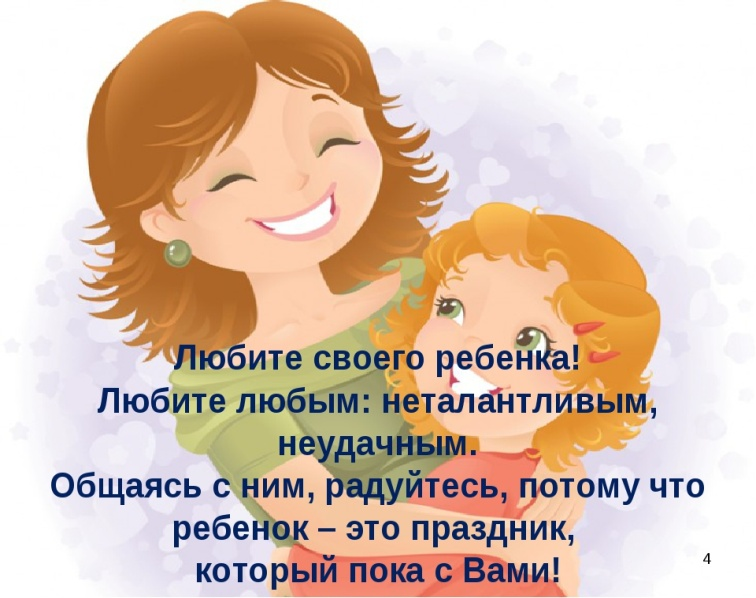 Любите своего ребенка!
Любите любым: неталантливым,
неудачным.
Общаясь с ним, радуйтесь, потому что
ребенок – это праздник,
который пока с Вами!
4